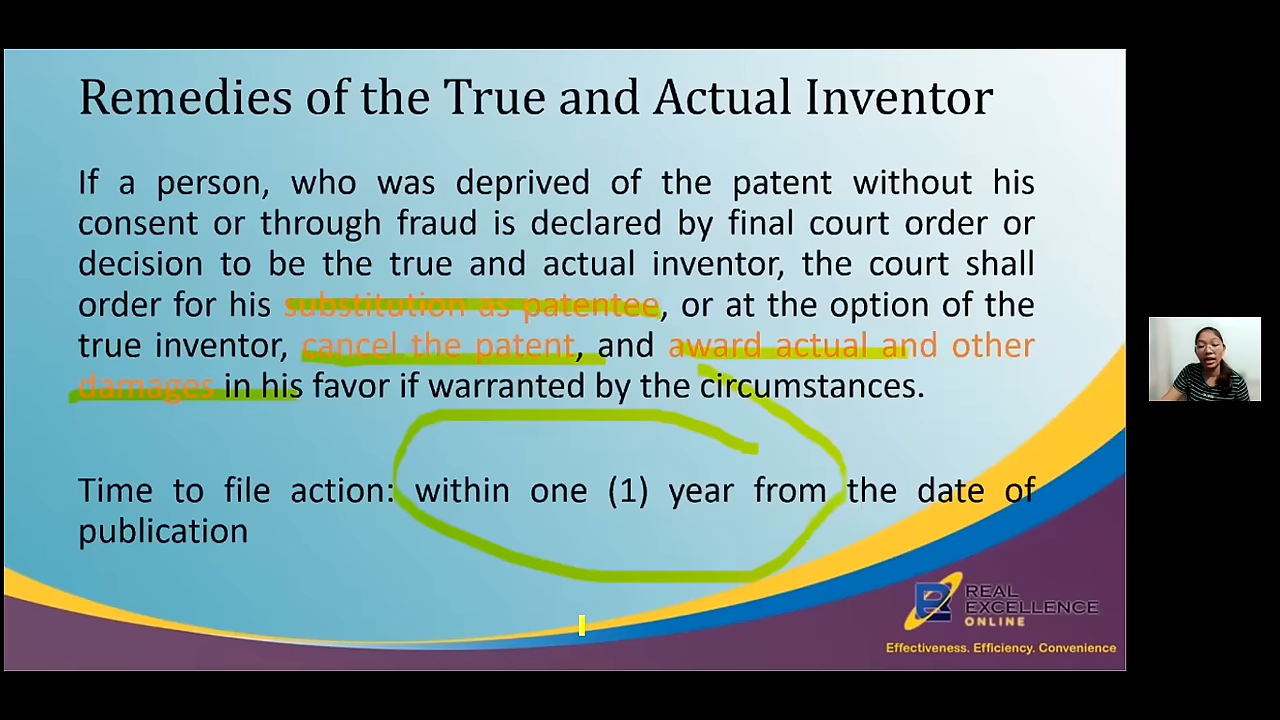 Remedies of the True and Actual Inventor
If a person, who was deprived of the patent without his
consent or through fraud is declared by final court order or
decision to be the true and actual inventor, the court shall
order for his substitution as patentee, or at the option of the
true inventor, cancel the patent, and award actual and other
damages in his favor if warranted by the circumstances.
Time to file action: within one (1) year from the date of
publication
REAL
EXCELLENCE
ONLINE
Effectiveness. Efficiency. Convenience